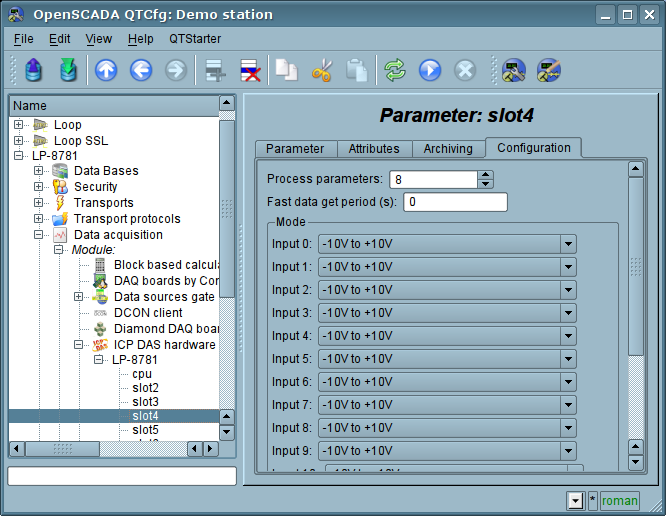 OpenSCADA QTCfg: Demo station
File Edit View Help QTStarter
Name
Loop
Loop SSL
LP-8781
Data Bases
Security
Transports
Transport protocols
Data acquisition
Module:
Block based calcula
DAQ boards by Cor
Data sources gate
DCON client
Diamond DAQ boar
ICP DAS hardware
LP-8781
cpu
slot2
slot3
slot4
slot5
Parameter: slot4
Parameter Attributes Archiving Configuration
Process parameters: 8
Fast data get period (s): 0
Mode
Input 0: -10V to +10V
Input 1: -10V to +10V
Input 2: -10V to +10V
Input 3: -10V to +10V
Input 4: -10V to +10V
Input 5: -10V to +10V
Input 6: -10V to +10V
Input 7: -10V to +10V
Input 8: -10V to +10V
Input 9: -10V to +10V
Input 10: -10V to +10V
* roman